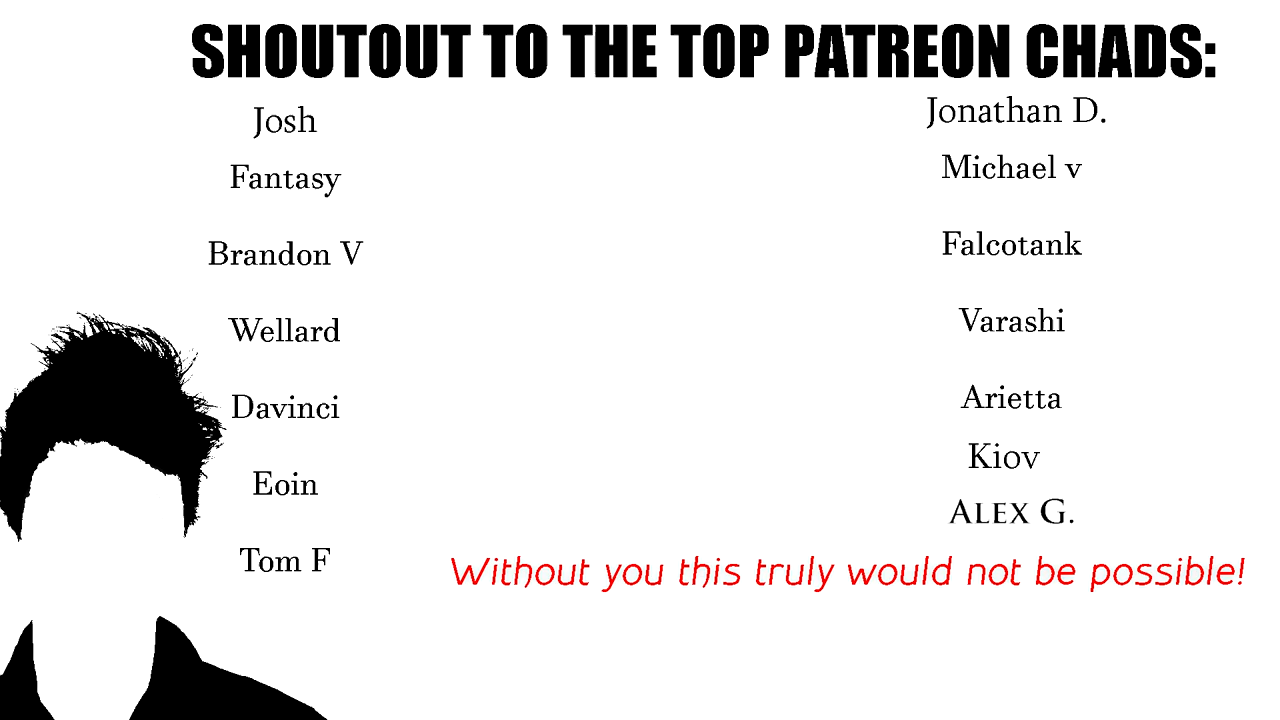 SHOUTOUT TO THE TOP PATREON CHADS:
Josh
Fantasy
Brandon V
Wellard
Davinci
Eoin
Tom F
Jonathan D.
Michael v
Falcotank
Varashi
Arietta
Kiov
ALEX G.
Without you this truly would not be possible!